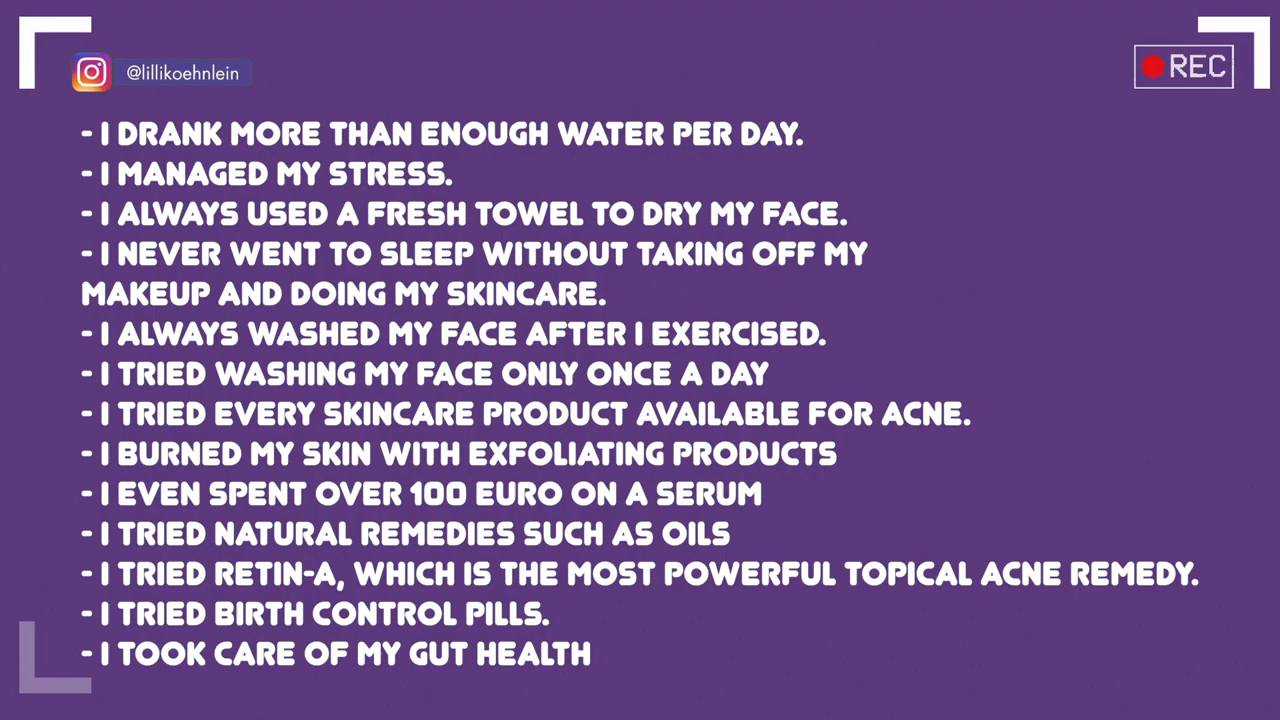 @lillikoehnlein
REC
- I DRANK MORE THAN ENOUGH WATER PER DAY.
- I MANAGED MY STRESS.
- I ALWAYS USED A FRESH TOWEL TO DRY MY FACE.
- I NEVER WENT TO SLEEP WITHOUT TAKING OFF MY
MAKEUP AND DOING MY SKINCARE.
- I ALWAYS WASHED MY FACE AFTER I EXERCISED.
- I TRIED WASHING MY FACE ONLY ONCE A DAY
- I TRIED EVERY SKINCARE PRODUCT AVAILABLE FOR ACNE.
- I BURNED MY SKIN WITH EXFOLIATING PRODUCTS
- I EVEN SPENT OVER 100 EURO ON A SERUM
- I TRIED NATURAL REMEDIES SUCH AS OILS
- I TRIED RETIN-A, WHICH IS THE MOST POWERFUL TOPICAL ACNE REMEDY.
- I TRIED BIRTH CONTROL PILLS.
- I TOOK CARE OF MY GUT HEALTH